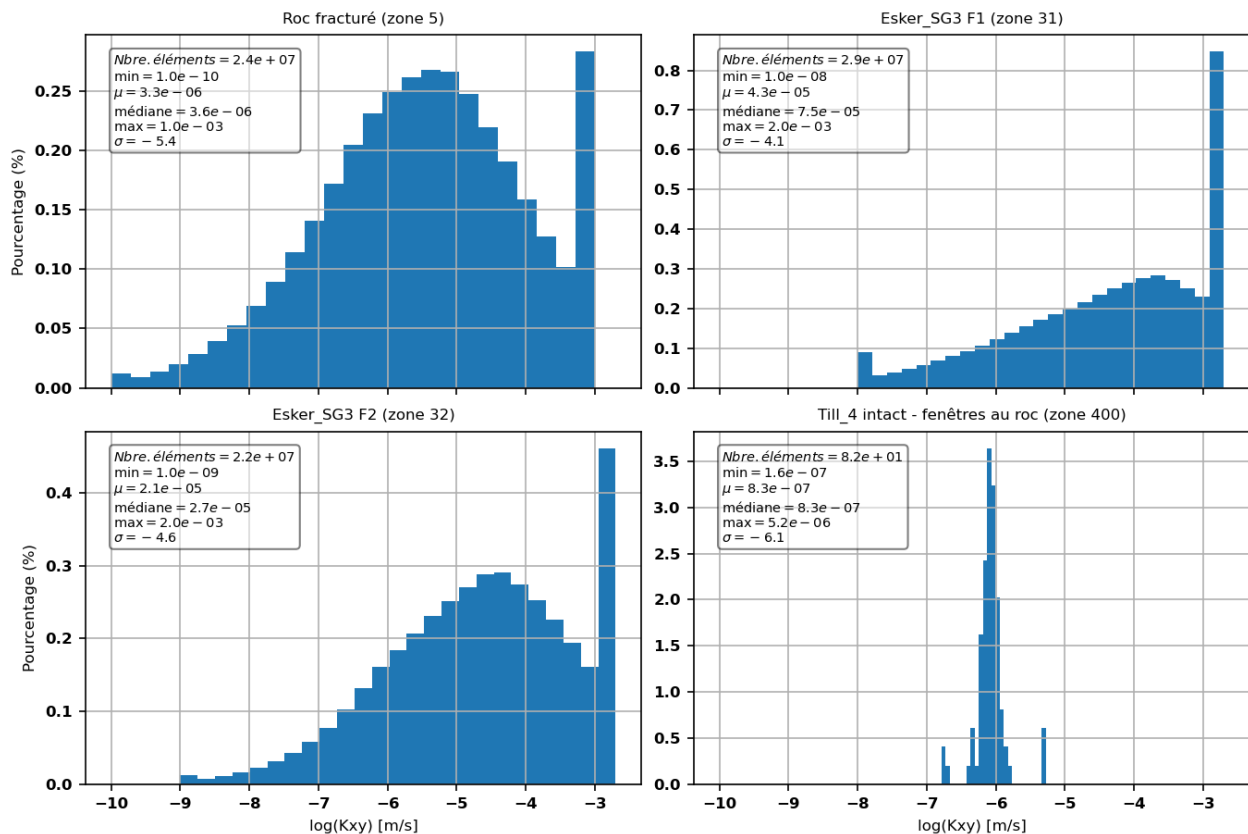 Roc fracturé (zone 5)
Nbre. éléments = 2.4e + 07
min = 1.0e − 10
μ = 3.3e − 06
médiane = 3.6e − 06
max = 1.0e − 03
σ = − 5.4
Pourcentage (%)
0.25
0.20
0.15
0.10
0.05
0.00
Esker_SG3 F1 (zone 31)
Nbre. éléments = 2.9e + 07
min = 1.0e − 08
μ = 4.3e − 05
médiane = 7.5e − 05
max = 2.0e − 03
σ = − 4.1
0.8
0.7
0.6
0.5
0.4
0.3
0.2
0.1
0.0
Esker_SG3 F2 (zone 32)
Nbre. éléments = 2.2e + 07
min = 1.0e − 09
μ = 2.1e − 05
médiane = 2.7e − 05
max = 2.0e − 03
σ = − 4.6
Pourcentage (%)
0.4
0.3
0.2
0.1
0.0
−10 −9 −8 −7 −6 −5 −4 −3
log(Kxy) [m/s]
Till_4 intact - fenêtres au roc (zone 400)
Nbre. éléments = 8.2e + 01
min = 1.6e − 07
μ = 8.3e − 07
médiane = 8.3e − 07
max = 5.2e − 06
σ = − 6.1
3.5
3.0
2.5
2.0
1.5
1.0
0.5
0.0
−10 −9 −8 −7 −6 −5 −4 −3
log(Kxy) [m/s]